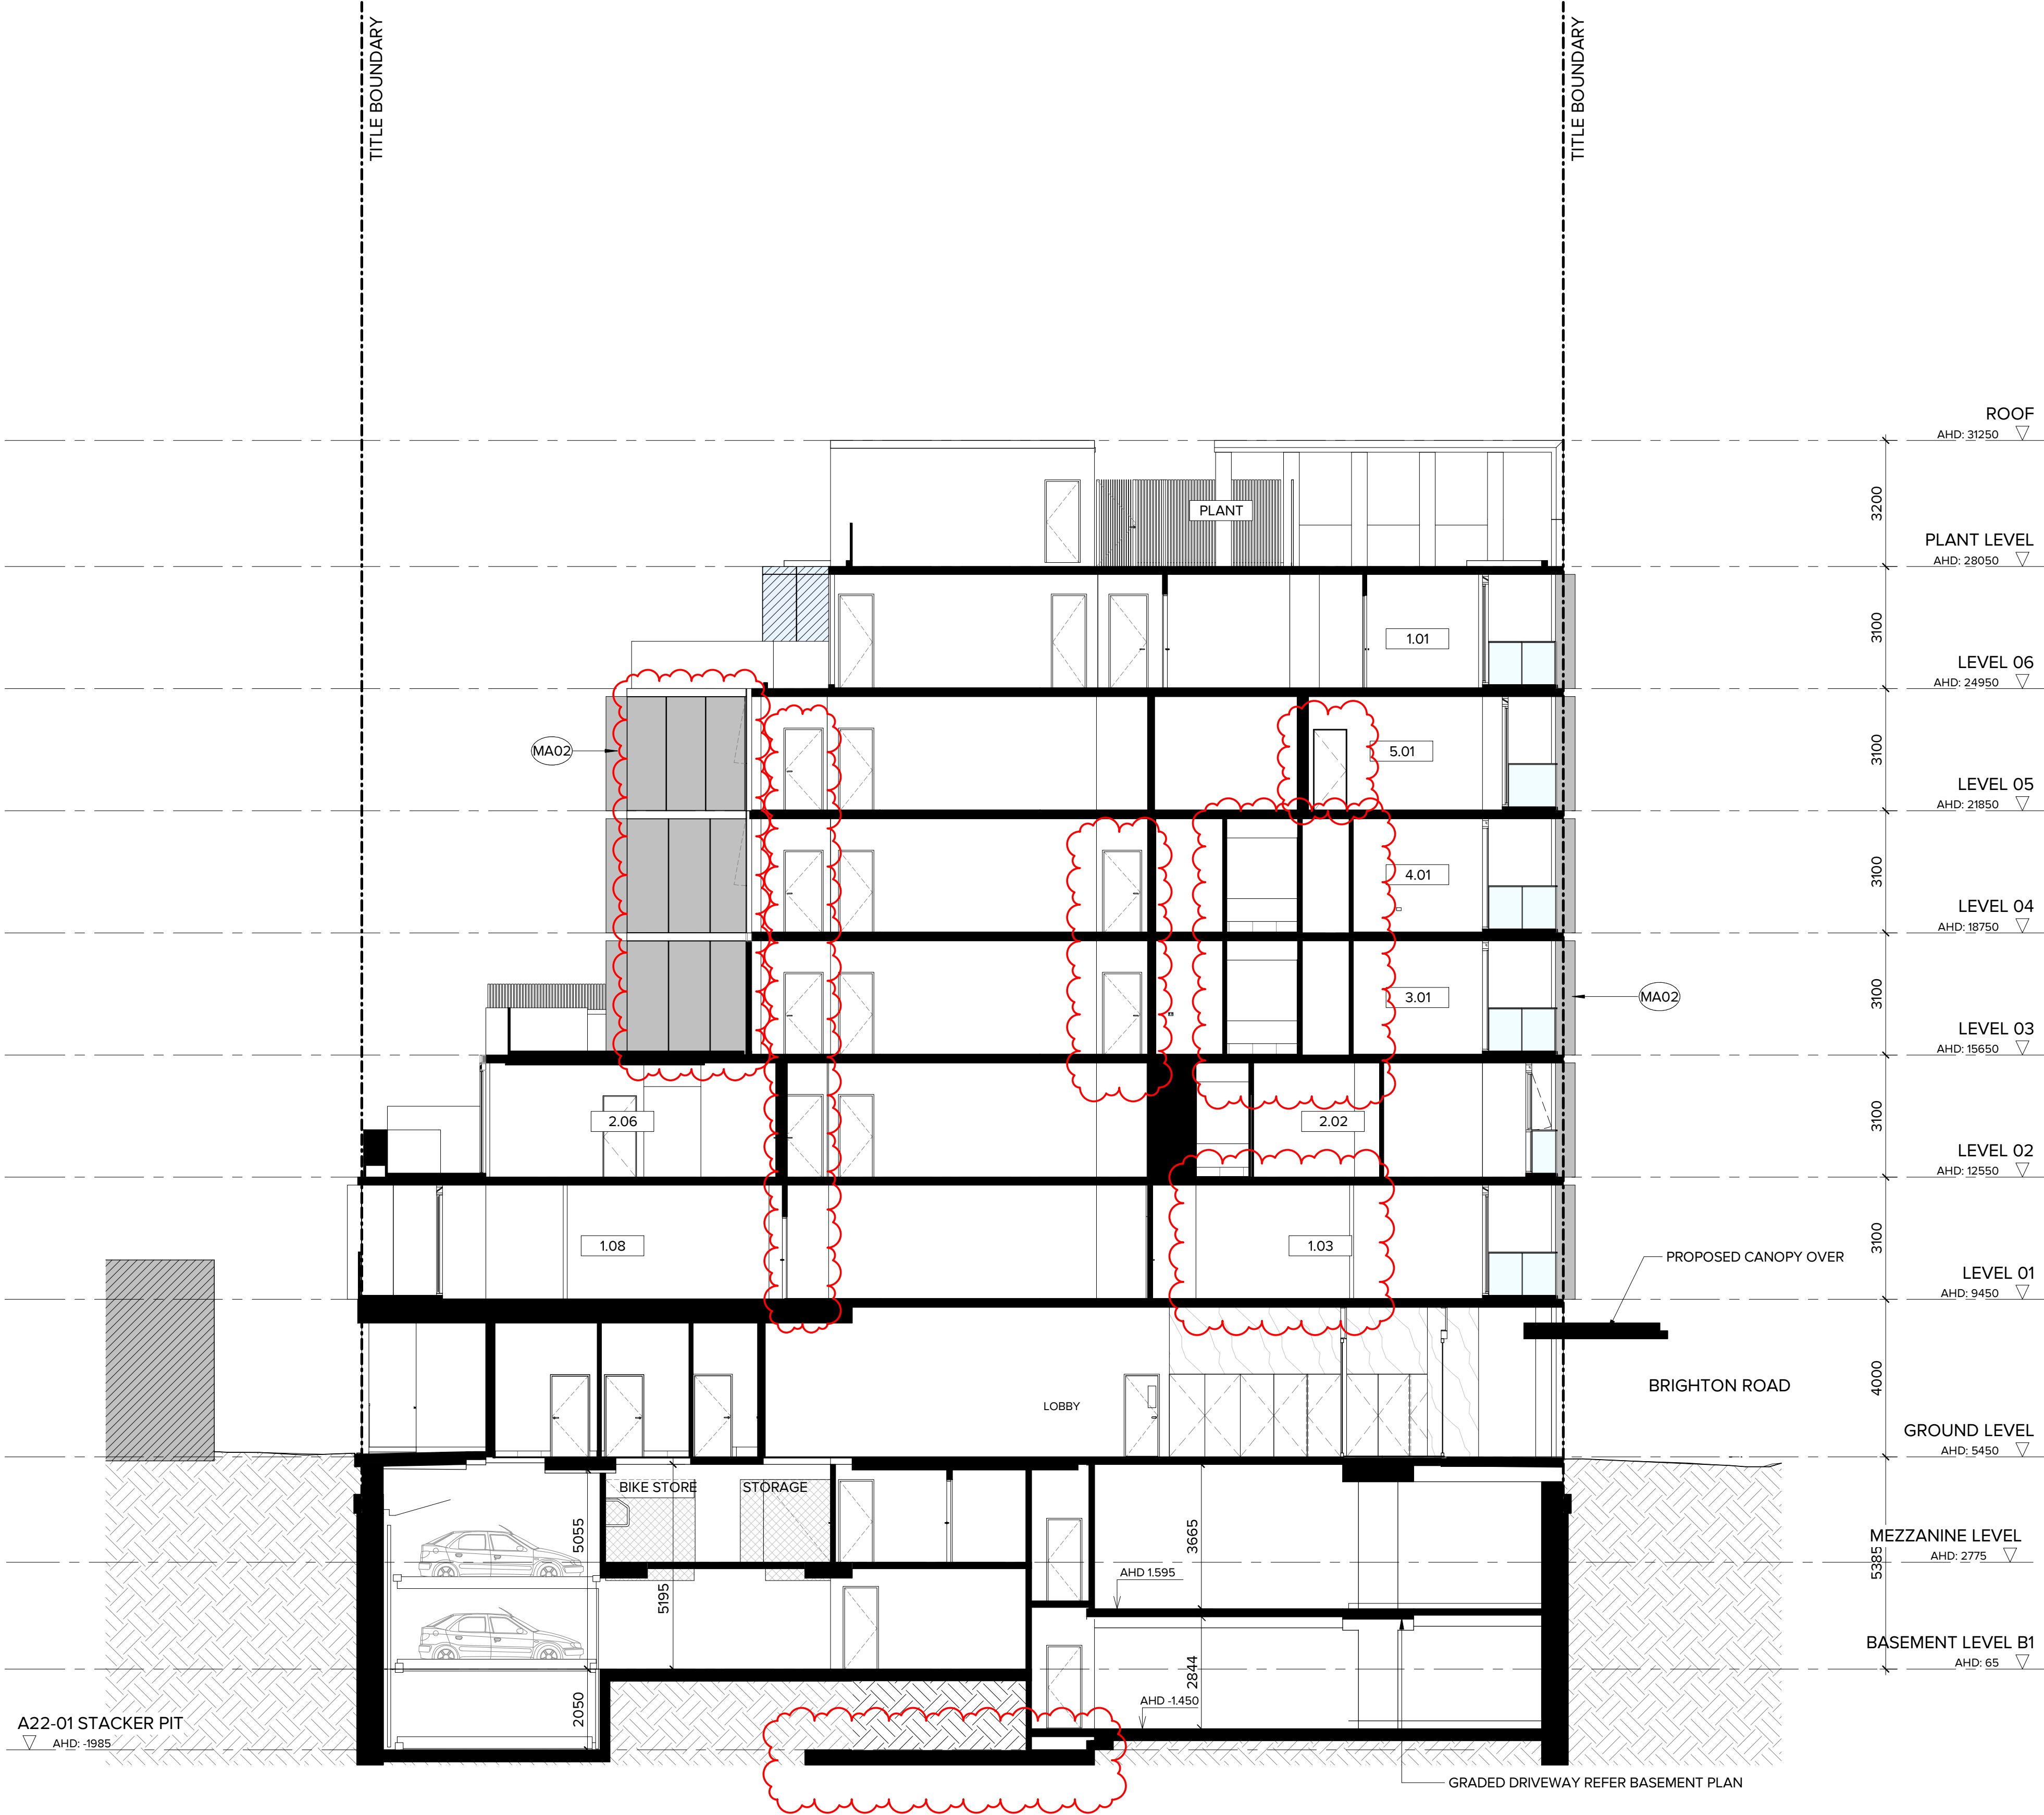 TITLE BOUNDARY
TITLE BOUNDARY
ROOF
AHD: 31250
3200
PLANT
PLANT LEVEL
AHD: 28050
3100
1.01
LEVEL 06
AHD: 24950
MA02
5.01
3100
LEVEL 05
AHD: 21850
4.01
3100
LEVEL 04
AHD: 18750
3.01
MA02
3100
LEVEL 03
AHD: 15650
2.06
2.02
3100
LEVEL 02
AHD: 12550
1.08
1.03
3100
PROPOSED CANOPY OVER
LEVEL 01
AHD: 9450
4000
BRIGHTON ROAD
LOBBY
GROUND LEVEL
AHD: 5450
BIKE STORE
STORAGE
5055
3665
MEZZANINE LEVEL
AHD: 2775
5385
AHD 1.595
5195
BASEMENT LEVEL B1
AHD: 65
2844
AHD -1.450
2050
A22-01 STACKER PIT
AHD: -1985
GRADED DRIVEWAY REFER BASEMENT PLAN